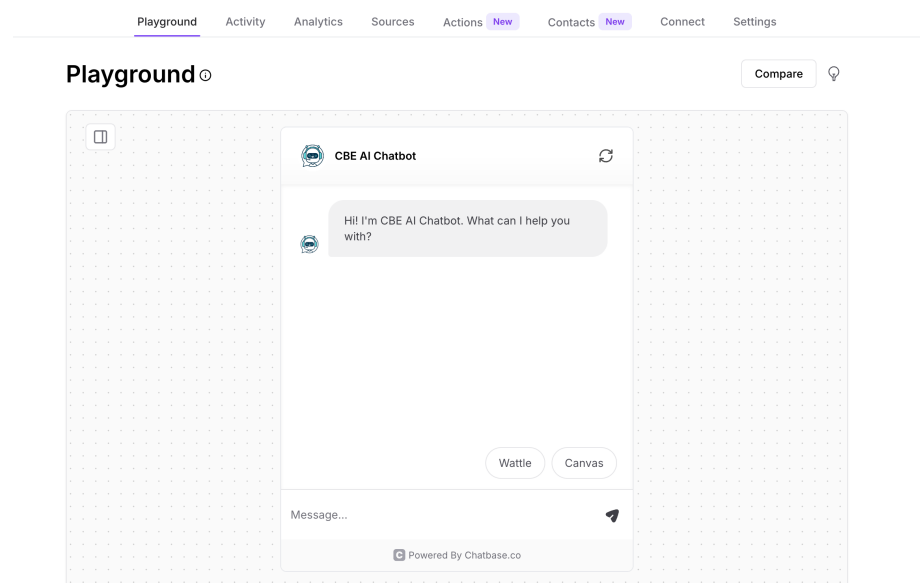 Playground Activity Analytics Sources Actions New Contacts New Connect Settings
Playground
Compare
CBE AI Chatbot
Hi! I'm CBE AI Chatbot. What can I help you
with?
Wattle Canvas
Message...
C Powered By Chatbase.co